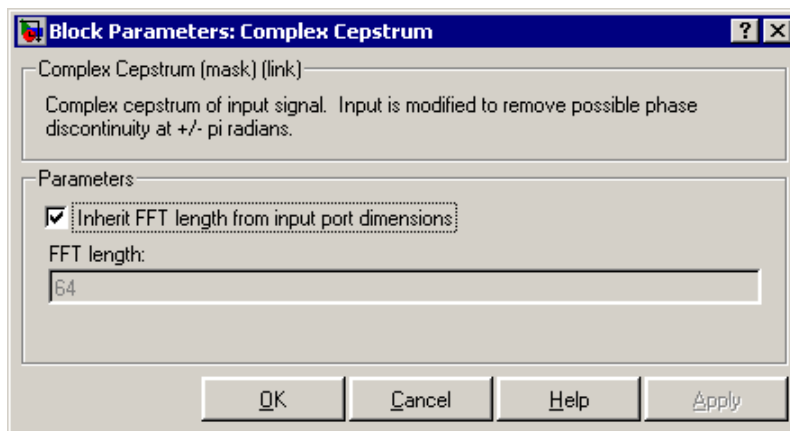 Block Parameters: Complex Cepstrum
Complex Cepstrum (mask) (link)
Complex cepstrum of input signal. Input is modified to remove possible phase
discontinuity at +/- pi radians.
Parameters
Inherit FFT length from input port dimensions
FFT length:
64
OK Cancel Help Apply